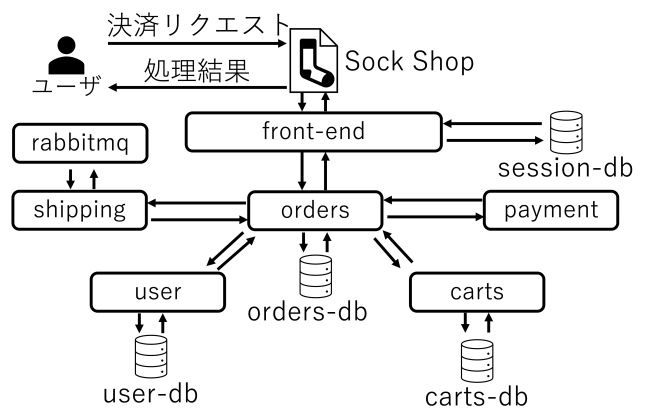 決済リクエスト
ユーザ
処理結果
Sock Shop
front-end
rabbitmq
session-db
shipping
orders
payment
user
orders-db
carts
user-db
carts-db